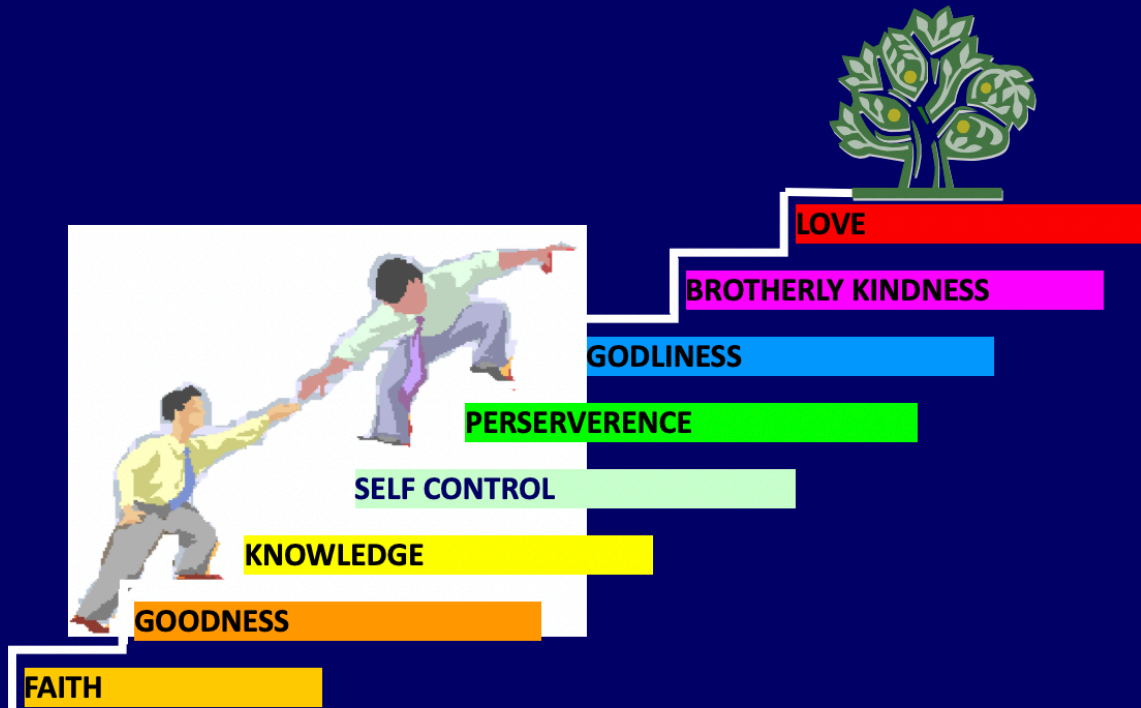 LOVE
BROTHERLY KINDNESS
GODLINESS
PERSERVERENCE
SELF CONTROL
KNOWLEDGE
GOODNESS
FAITH